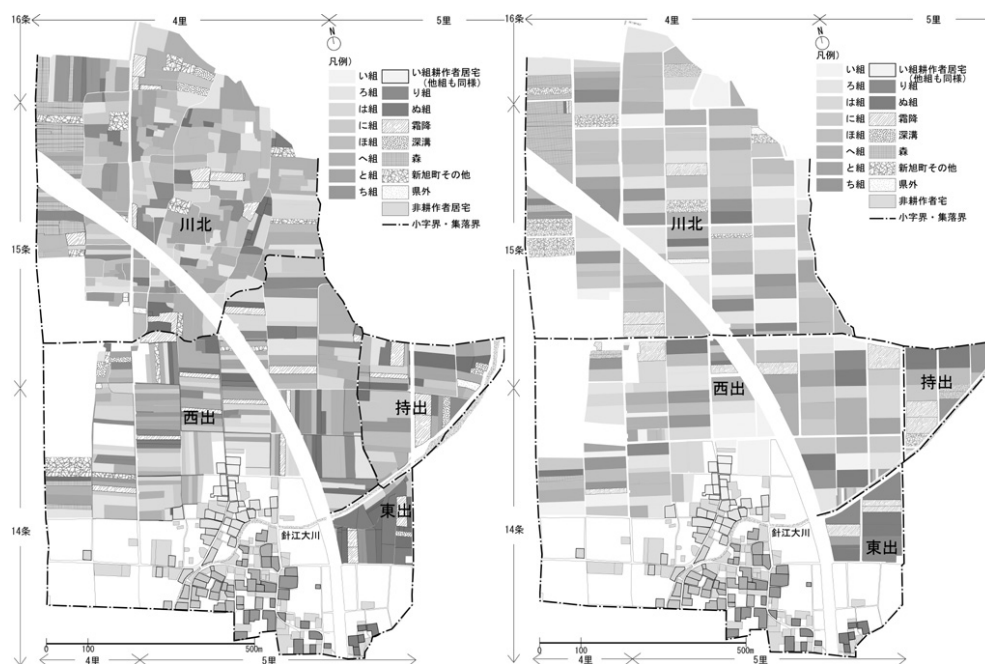 16条
4里
5里
N
凡例)
い組
ろ組
は組
に組
ほ組
へ組
と組
ち組
い組耕作者居宅
(他組も同様)
り組
ぬ組
霜降
深溝
森
新旭町その他
県外
非耕作者居宅
小字界・集落界
川北
15条
西出
持出
東出
14条
針江大川
0
100
500m
4里
5里
16条
4里
5里
N
凡例)
い組
ろ組
は組
に組
ほ組
へ組
と組
ち組
い組耕作者居宅
(他組も同様)
り組
ぬ組
霜降
深溝
森
新旭町その他
県外
非耕作者宅
小字界・集落界
川北
15条
西出
持出
東出
14条
針江大川
0
100
500m
4里
5里